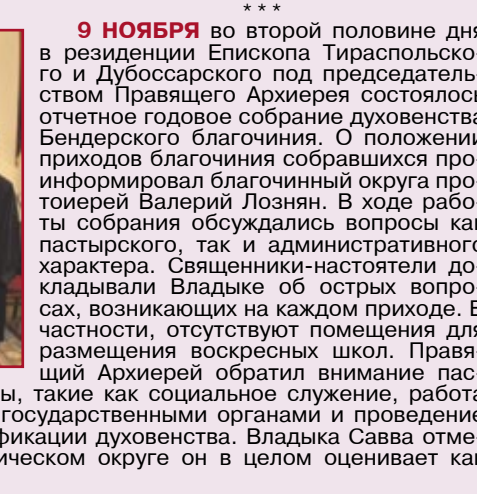 * * *
9 НОЯБРЯ во второй половине дня
в резиденции Епископа Тираспольско-
го и Дубоссарского под председатель-
ством Правящего Архиерея состоялось
отчетное годовое собрание духовенства
Бендерского благочиния. О положении
приходов благочиния собравшихся про-
информировал благочинный округа про-
тоиерей Валерий Лознян. В ходе рабо-
ты собрания обсуждались вопросы как
пастырского, так и административного
характера. Священники-настоятели до-
кладывали Владыке об острых вопро-
сах, возникающих на каждом приходе. В
частности, отсутствуют помещения для
размещения воскресных школ. Правя-
щий Архиерей обратил внимание пас-
ы, такие как социальное служение, работа
государственными органами и проведение
фикации духовенства. Владыка Савва отме-
ическом округе он в целом оценивает как